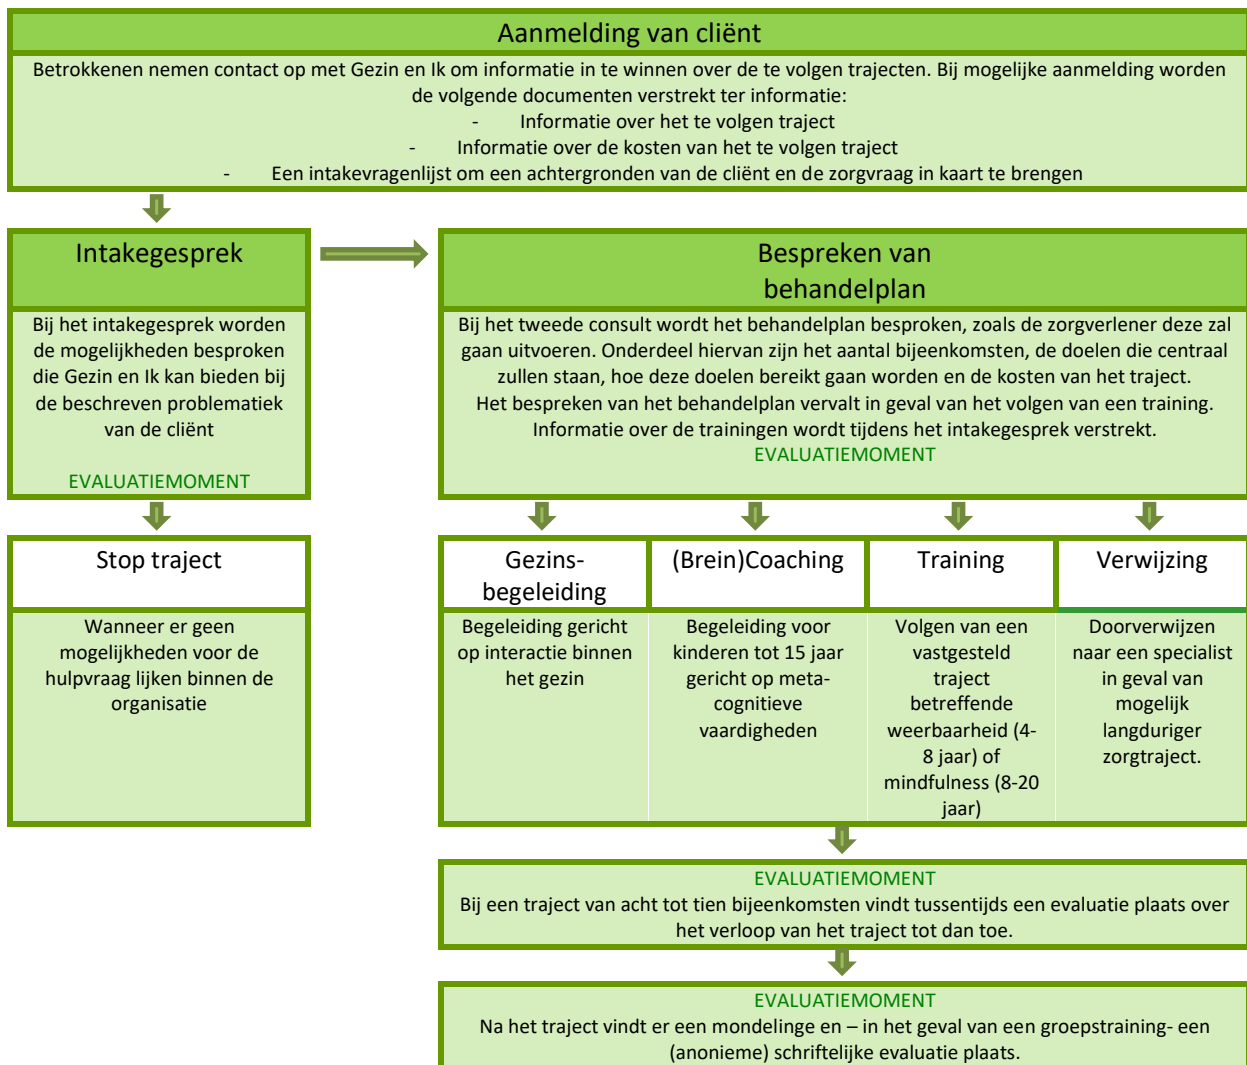 Aanmelding van cliënt
Betrokkenen nemen contact op met Gezin en Ik om informatie in te winnen over de te volgen trajecten. Bij mogelijke aanmelding worden
de volgende documenten verstrekt ter informatie:
- Informatie over het te volgen traject
- Informatie over de kosten van het te volgen traject
- Een intakevragenlijst om een achtergronden van de cliënt en de zorgvraag in kaart te brengen
Intakegesprek
Bij het intakegesprek worden
de mogelijkheden besproken
die Gezin en Ik kan bieden bij
de beschreven problematiek
van de cliënt
EVALUATIEMOMENT
Bespreken van
behandelplan
Bij het tweede consult wordt het behandelplan besproken, zoals de zorgverlener deze zal
gaan uitvoeren. Onderdeel hiervan zijn het aantal bijeenkomsten, de doelen die centraal
zullen staan, hoe deze doelen bereikt gaan worden en de kosten van het traject.
Het bespreken van het behandelplan vervalt in geval van het volgen van een training.
Informatie over de trainingen wordt tijdens het intakegesprek verstrekt.
EVALUATIEMOMENT
Stop traject
Wanneer er geen
mogelijkheden voor de
hulpvraag lijken binnen de
organisatie
Gezins-
begeleiding
Begeleiding gericht
op interactie binnen
het gezin
(Brein)Coaching
Begeleiding voor
kinderen tot 15 jaar
gericht op meta-
cognitieve
vaardigheden
Training
Volgen van een
vastgesteld
traject
betreffende
weerbaarheid (4-
8 jaar) of
mindfulness (8-20
jaar)
Verwijzing
Doorverwijzen
naar een specialist
in geval van
mogelijk
langduriger
zorgtraject.
EVALUATIEMOMENT
Bij een traject van acht tot tien bijeenkomsten vindt tussentijds een evaluatie plaats over
het verloop van het traject tot dan toe.
EVALUATIEMOMENT
Na het traject vindt er een mondelinge en – in het geval van een groepstraining- een
(anonieme) schriftelijke evaluatie plaats.